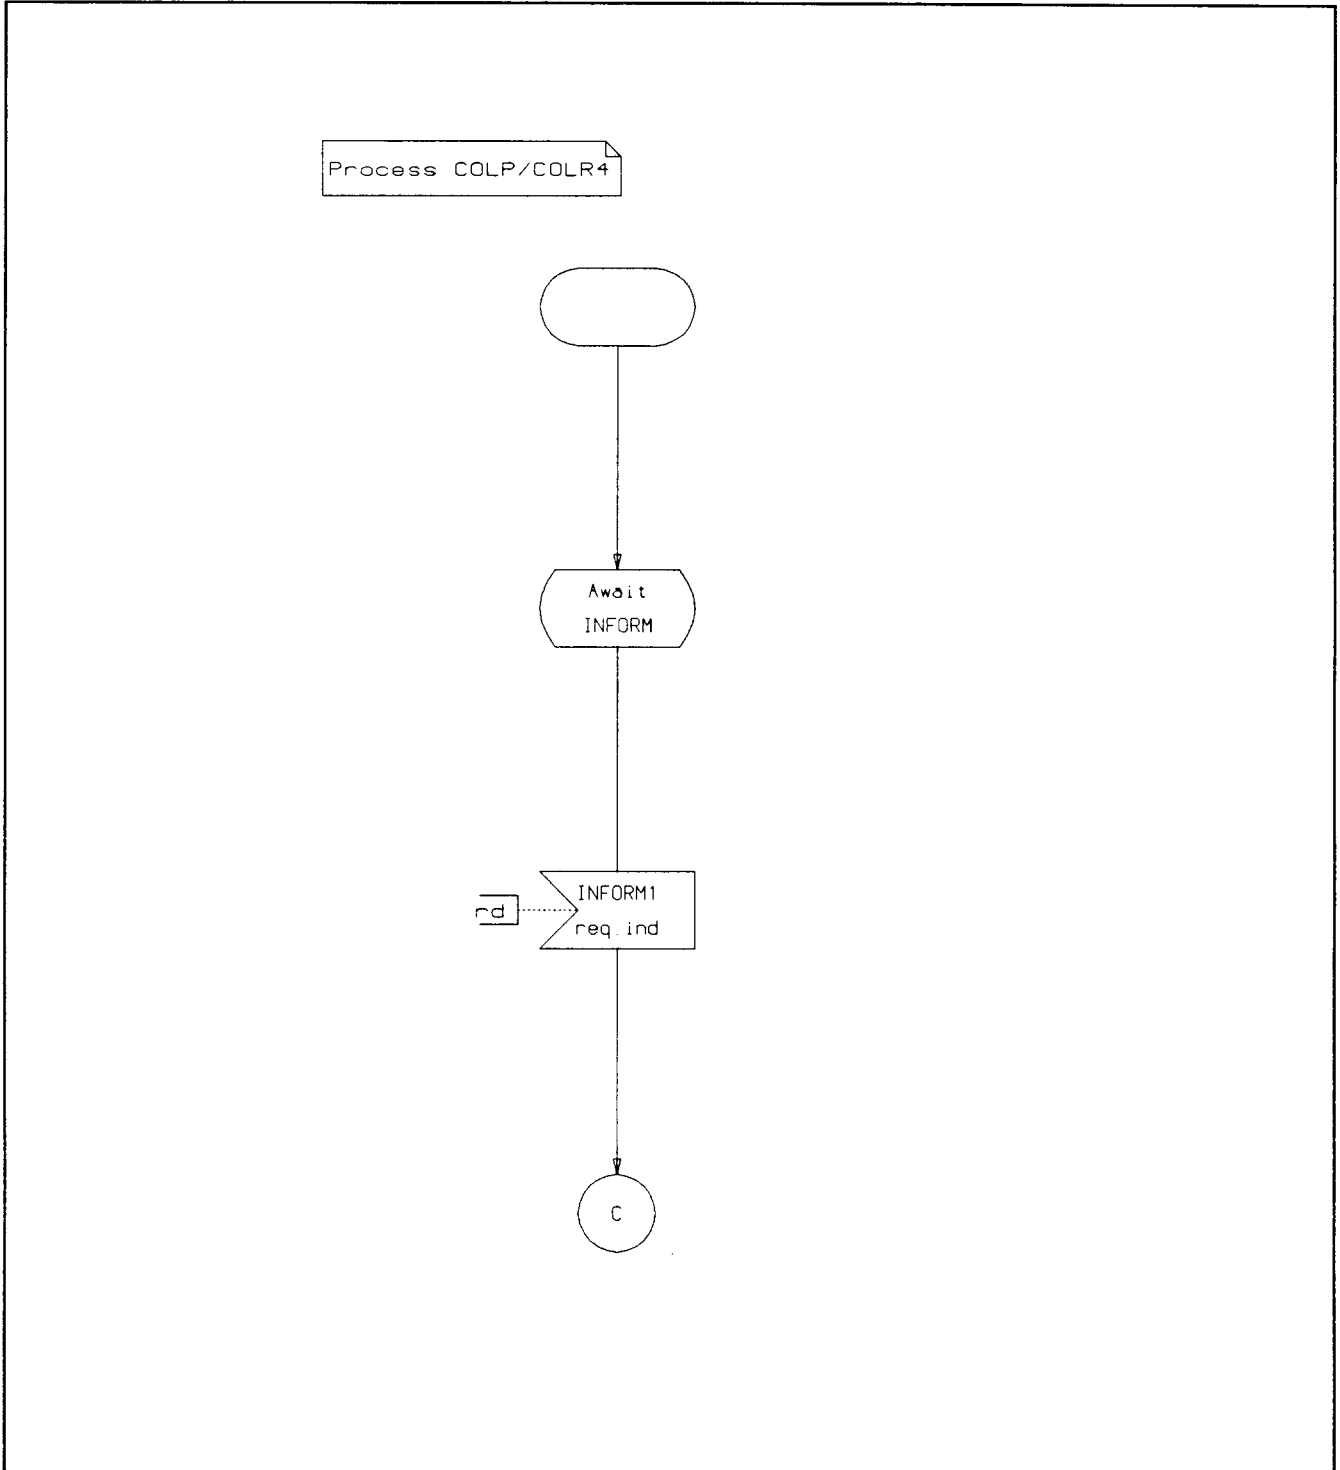 Process COLP/COLR4
Await
INFORM
INFORM1
rd
req.ind
C